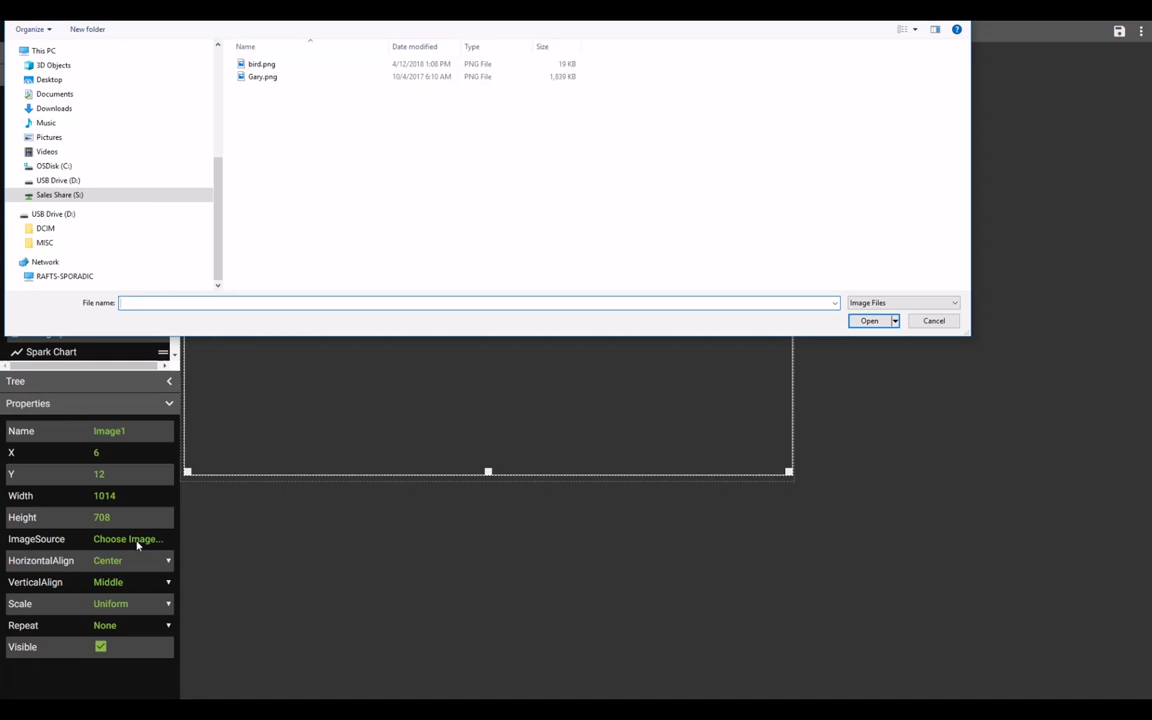 Organize New folder
This PC
3D Objects
Desktop
Documents
Downloads
Music
Pictures
Videos
OSDisk (C:)
USB Drive (D:)
Sales Share (S:)
USB Drive (D:)
DCIM
MISC
Network
RAFTS-SPORADIC
Name Date modified Type Size
bird.png 4/12/2018 1:08 PM PNG File 19 KB
Gary.png 10/4/2017 6:10 AM PNG File 1,839 KB
File name: Image Files
Open Cancel
Spark Chart
Tree
Properties
Name Image1
X 6
Y 12
Width 1014
Height 708
ImageSource Choose Image...
HorizontalAlign Center
VerticalAlign Middle
Scale Uniform
Repeat None
Visible